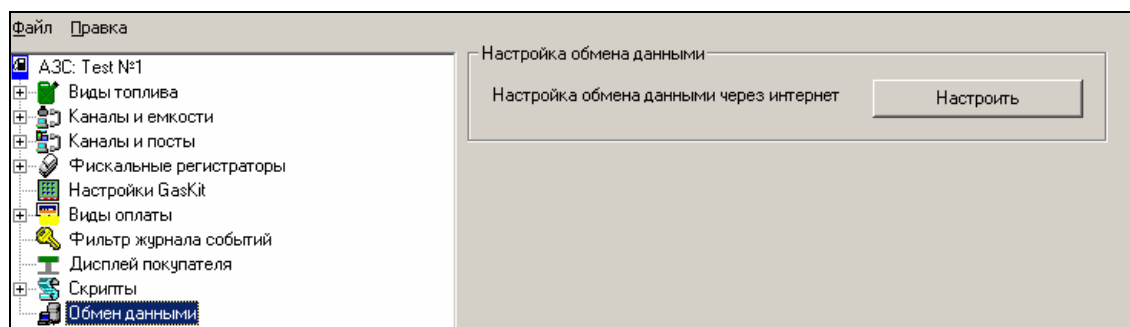 Файл Правка
АЗС: Test №1
Виды топлива
Каналы и емкости
Каналы и посты
Фискальные регистраторы
Настройки GasKit
Виды оплаты
Фильтр журнала событий
Дисплей покупателя
Скрипты
Обмен данными
Настройка обмена данными
Настройка обмена данными через интернет Настроить